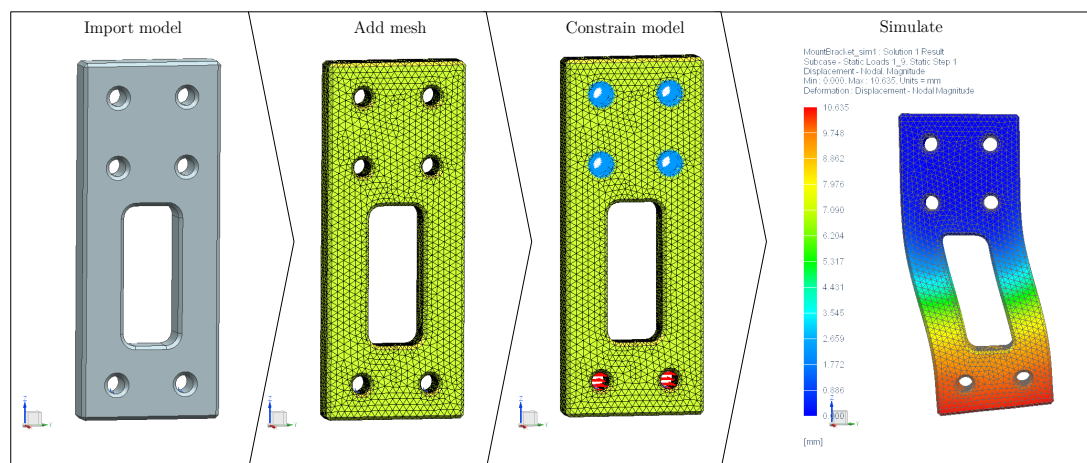 Import model
Add mesh
Constrain model
Simulate
MountBracket_sim1 : Solution 1 Result
Subcase - Static Loads 1_9, Static Step 1
Displacement - Nodal, Magnitude
Min : 0.000, Max : 10.635, Units = mm
Deformation : Displacement - Nodal Magnitude
10.635
9.748
8.862
7.976
7.090
6.204
5.317
4.431
3.545
2.659
1.772
0.886
0.000
[mm]
Z
Y
Z
Y
Z
Y
Z
Y